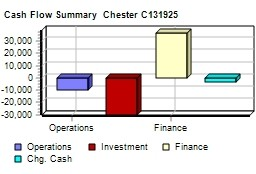 Cash Flow Summary Chester C131925
30,000
20,000
10,000
0
-10,000
-20,000
-30,000
Operations Finance
Operations Investment Finance
Chg. Cash